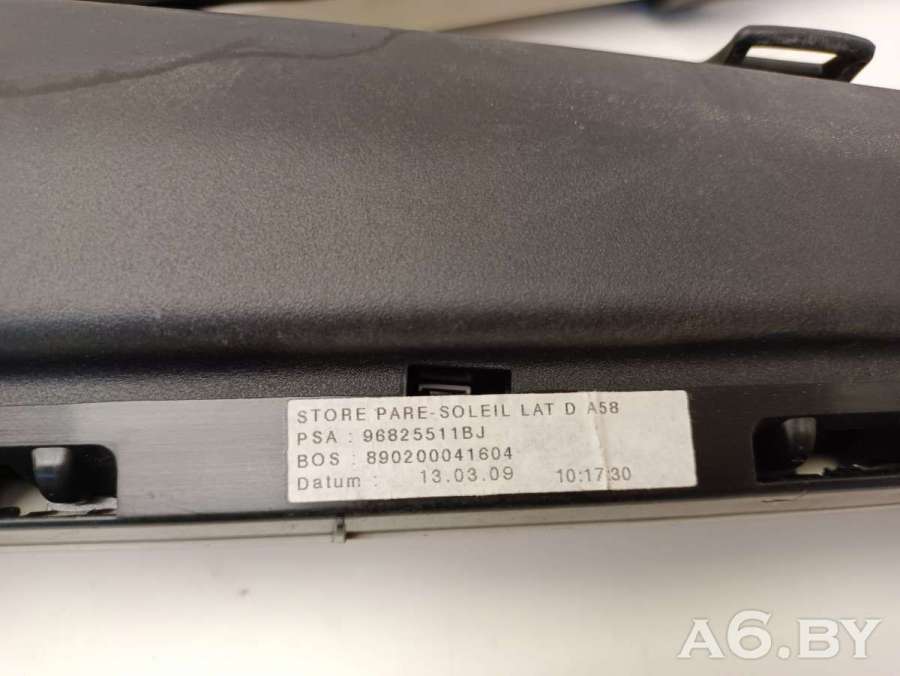 STORE PARE-SOLEIL LAT D A58
PSA : 96825511BJ
BOS : 890200041604
Datum : 13.03.09 10:17:30
A6.BY